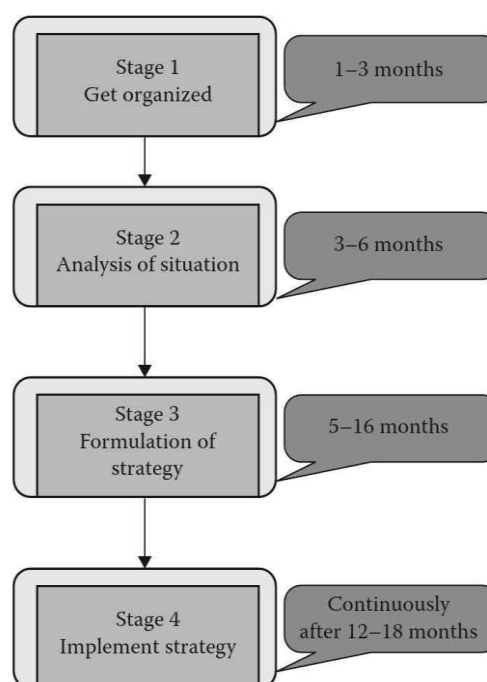 Stage 1
Get organized
1–3 months
Stage 2
Analysis of situation
3–6 months
Stage 3
Formulation of
strategy
5–16 months
Stage 4
Implement strategy
Continuously
after 12–18 months